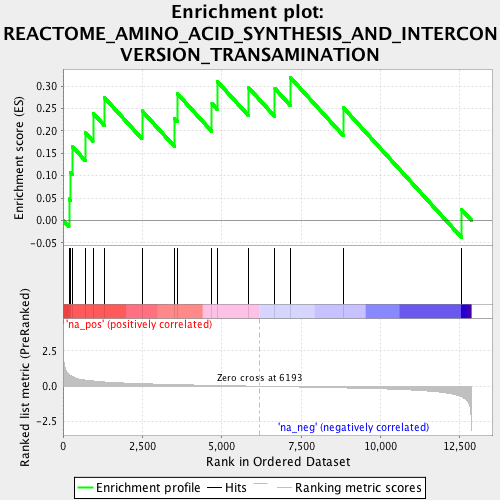 Enrichment plot:
REACTOME_AMINO_ACID_SYNTHESIS_AND_INTERCON
VERSION_TRANSAMINATION
Enrichment score (ES)
0.30
0.25
0.20
0.15
0.10
0.05
0.00
-0.05
'na_pos' (positively correlated)
Ranked list metric (PreRanked)
2.5
0.0
-2.5
Zero cross at 6193
'na_neg' (negatively correlated)
0
2,500
5,000
7,500
10,000
12,500
Rank in Ordered Dataset
Enrichment profile
Hits
Ranking metric scores